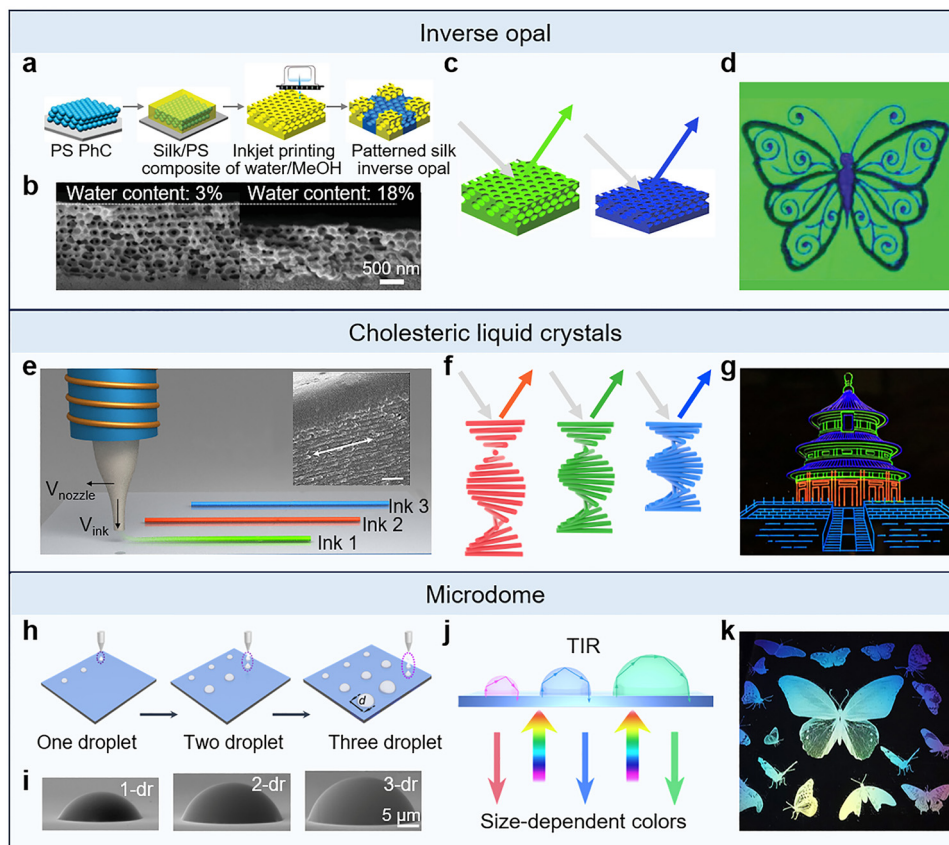 Inverse opal
a
PS PhC
Silk/PS
composite
Inkjet printing
of water/MeOH
Patterned silk
inverse opal
b
Water content: 3%
Water content: 18%
500 nm
c
d
Cholesteric liquid crystals
e
Vnozzle
Vink
Ink 3
Ink 2
Ink 1
f
g
Microdome
h
d
One droplet
Two droplet
Three droplet
i
1-dr
2-dr
3-dr
5 μm
j
TIR
Size-dependent colors
k